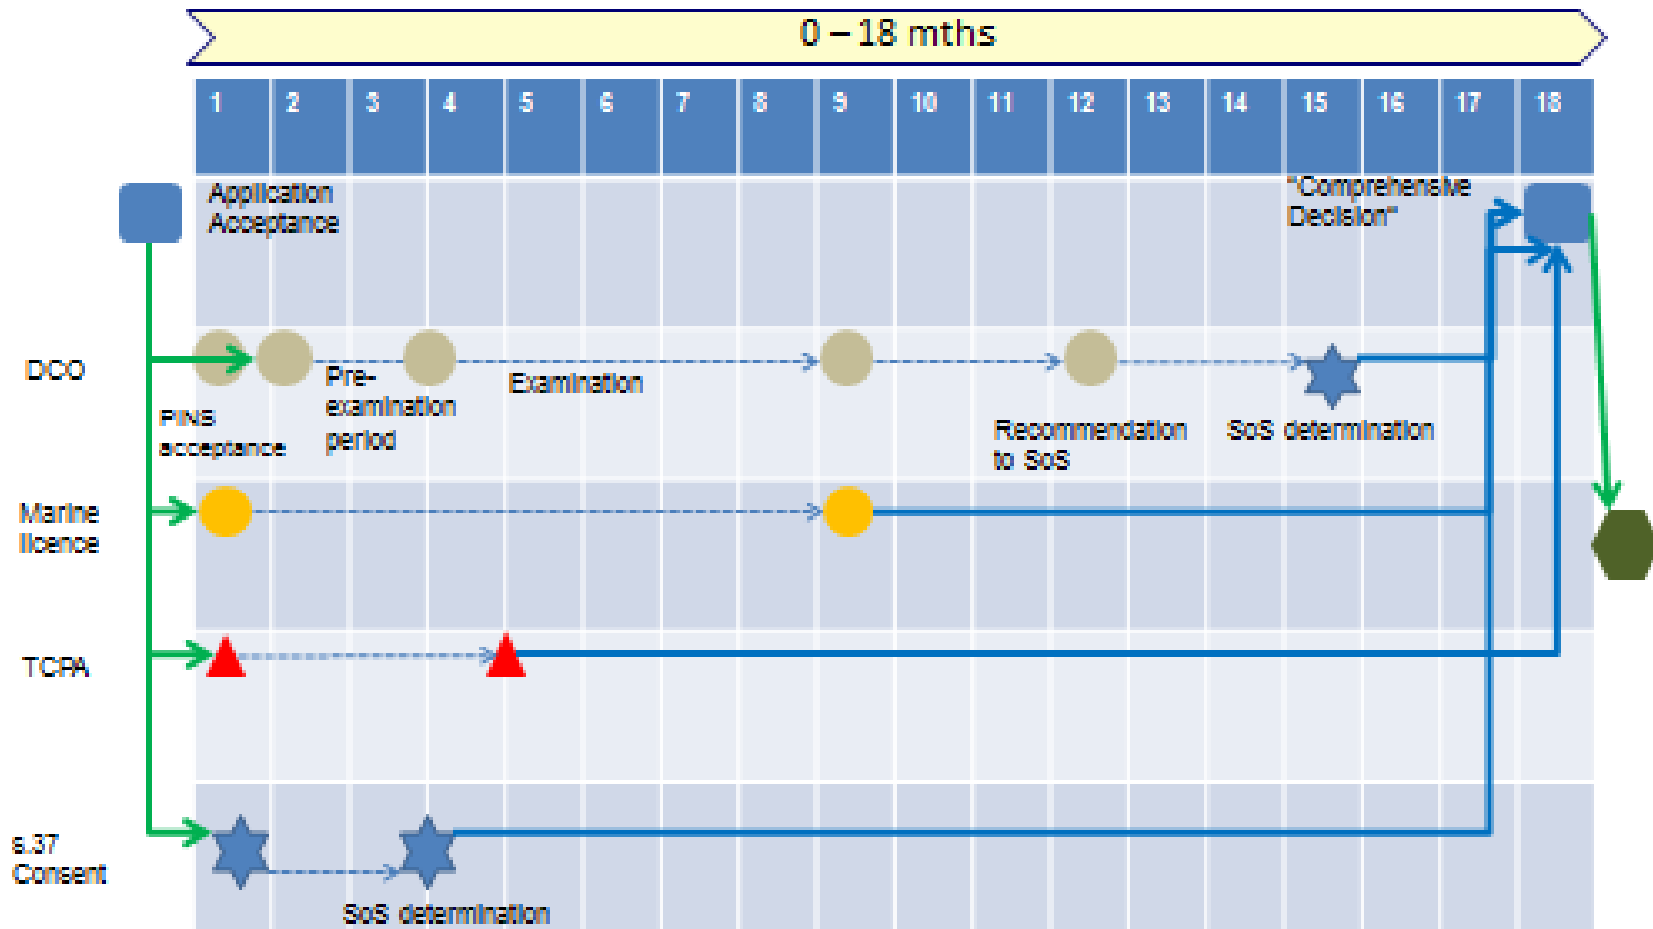 0 – 18 mths
1 2 3 4 5 6 7 8 9 10 11 12 13 14 15 16 17 18
Application
Acceptance
"Comprehensive
Decision"
DCO
PINS
acceptance
Pre-
examination
period
Examination
Recommendation
to SoS
SoS determination
Marine
licence
TCPA
s.37
Consent
SoS determination